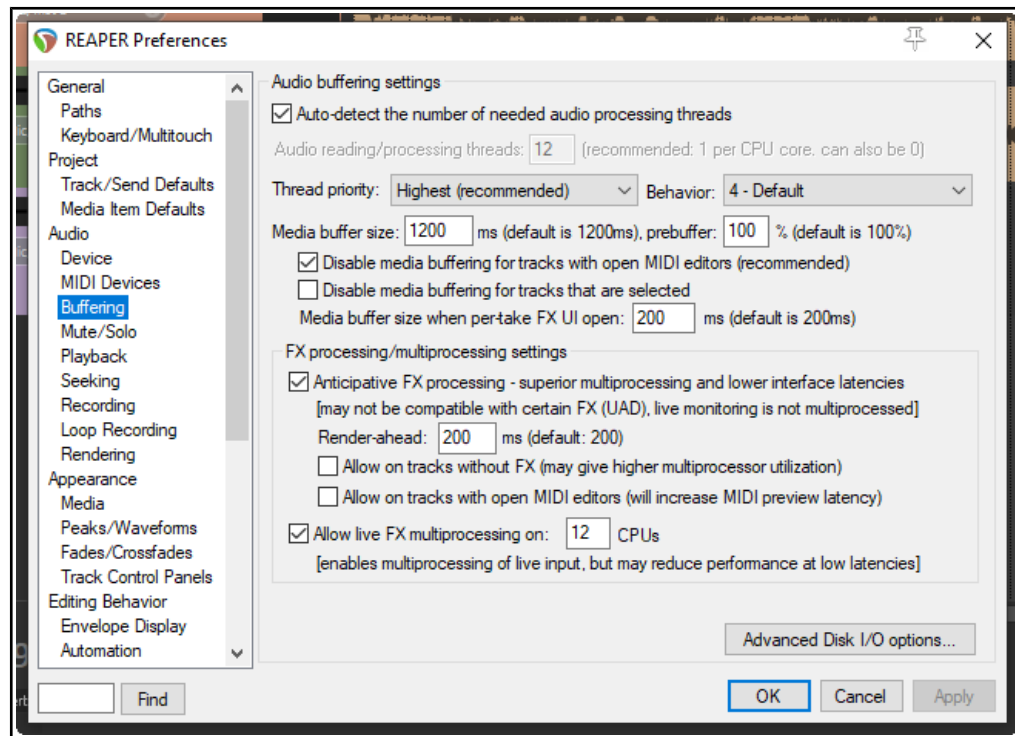 REAPER Preferences
General
Paths
Keyboard/Multitouch
Project
Track/Send Defaults
Media Item Defaults
Audio
Device
MIDI Devices
Buffering
Mute/Solo
Playback
Seeking
Recording
Loop Recording
Rendering
Appearance
Media
Peaks/Waveforms
Fades/Crossfades
Track Control Panels
Editing Behavior
Envelope Display
Automation
Find
Audio buffering settings
Auto-detect the number of needed audio processing threads
Audio reading/processing threads: 12 (recommended: 1 per CPU core. can also be 0)
Thread priority: Highest (recommended) Behavior: 4 - Default
Media buffer size: 1200 ms (default is 1200ms), prebuffer: 100 % (default is 100%)
Disable media buffering for tracks with open MIDI editors (recommended)
Disable media buffering for tracks that are selected
Media buffer size when per-take FX UI open: 200 ms (default is 200ms)
FX processing/multiprocessing settings
Anticipative FX processing - superior multiprocessing and lower interface latencies
[may not be compatible with certain FX (UAD), live monitoring is not multiprocessed]
Render-ahead: 200 ms (default: 200)
Allow on tracks without FX (may give higher multiprocessor utilization)
Allow on tracks with open MIDI editors (will increase MIDI preview latency)
Allow live FX multiprocessing on: 12 CPUs
[enables multiprocessing of live input, but may reduce performance at low latencies]
Advanced Disk I/O options...
OK Cancel Apply